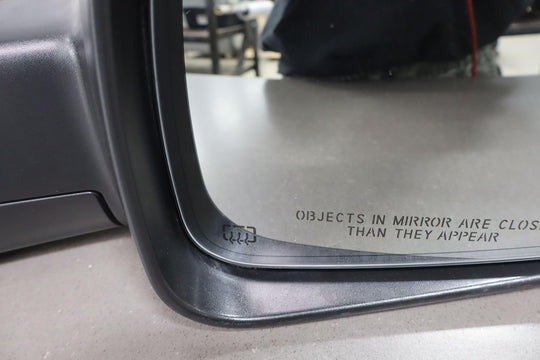 OBJECTS IN MIRROR ARE CLOS
THAN THEY APPEAR